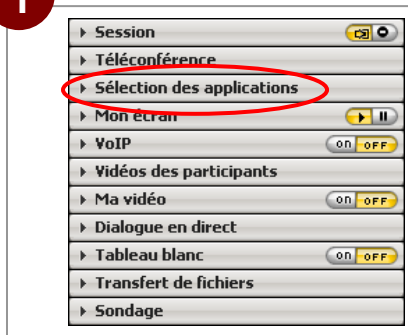 1
Session
Téléconférence
Sélection des applications
Mon écran
VoIP on OFF
Vidéos des participants
Ma vidéo on OFF
Dialogue en direct
Tableau blanc on OFF
Transfert de fichiers
Sondage